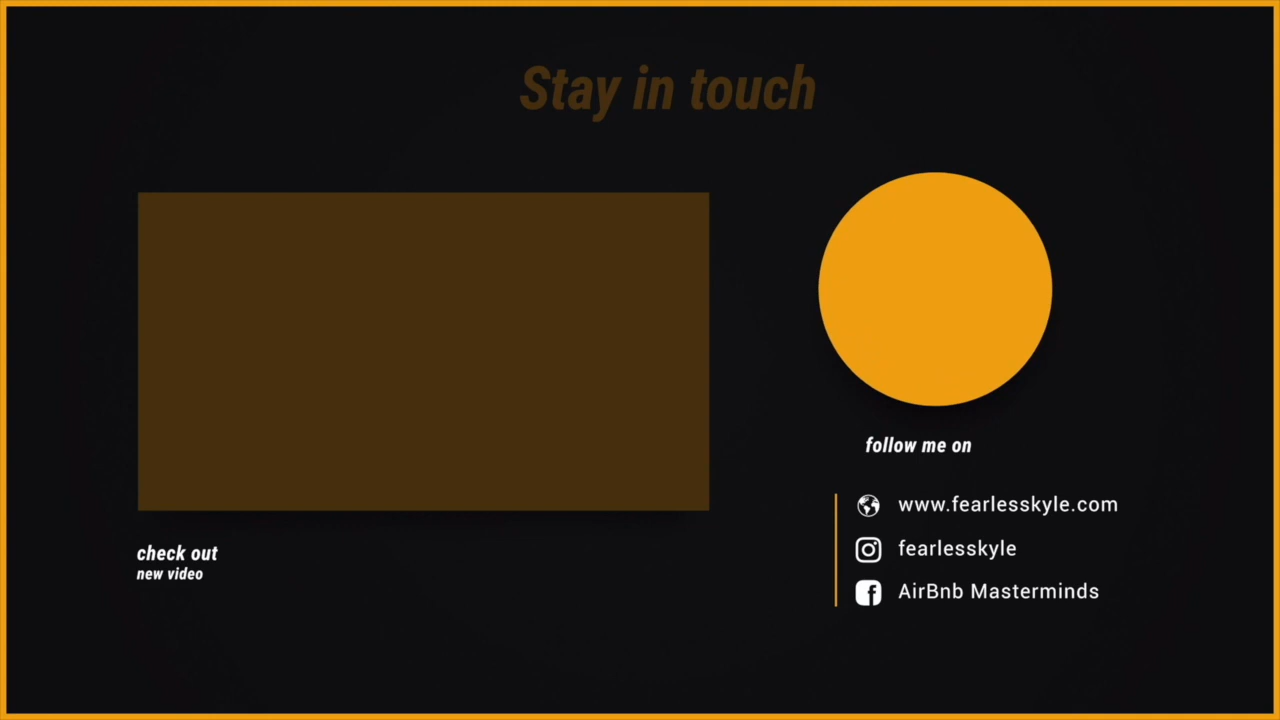 Stay in touch
follow me on
www.fearlesskyle.com
fearlesskyle
AirBnb Masterminds
check out
new video